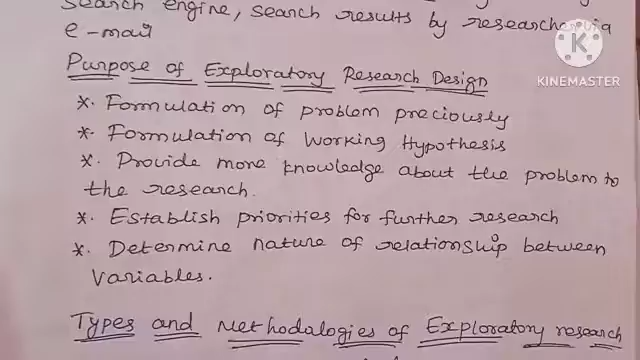 search engine, search results by researcher via
e-mail
K
KINEMASTER
Purpose of Exploratory Research Design
*. Formulation of problem preciously
*. Formulation of Working Hypothesis
*. Provide more knowledge about the problem to
the research.
*. Establish priorities for further research
*. Determine nature of relationship between
Variables.
Types and Methodalogies of Exploratory research